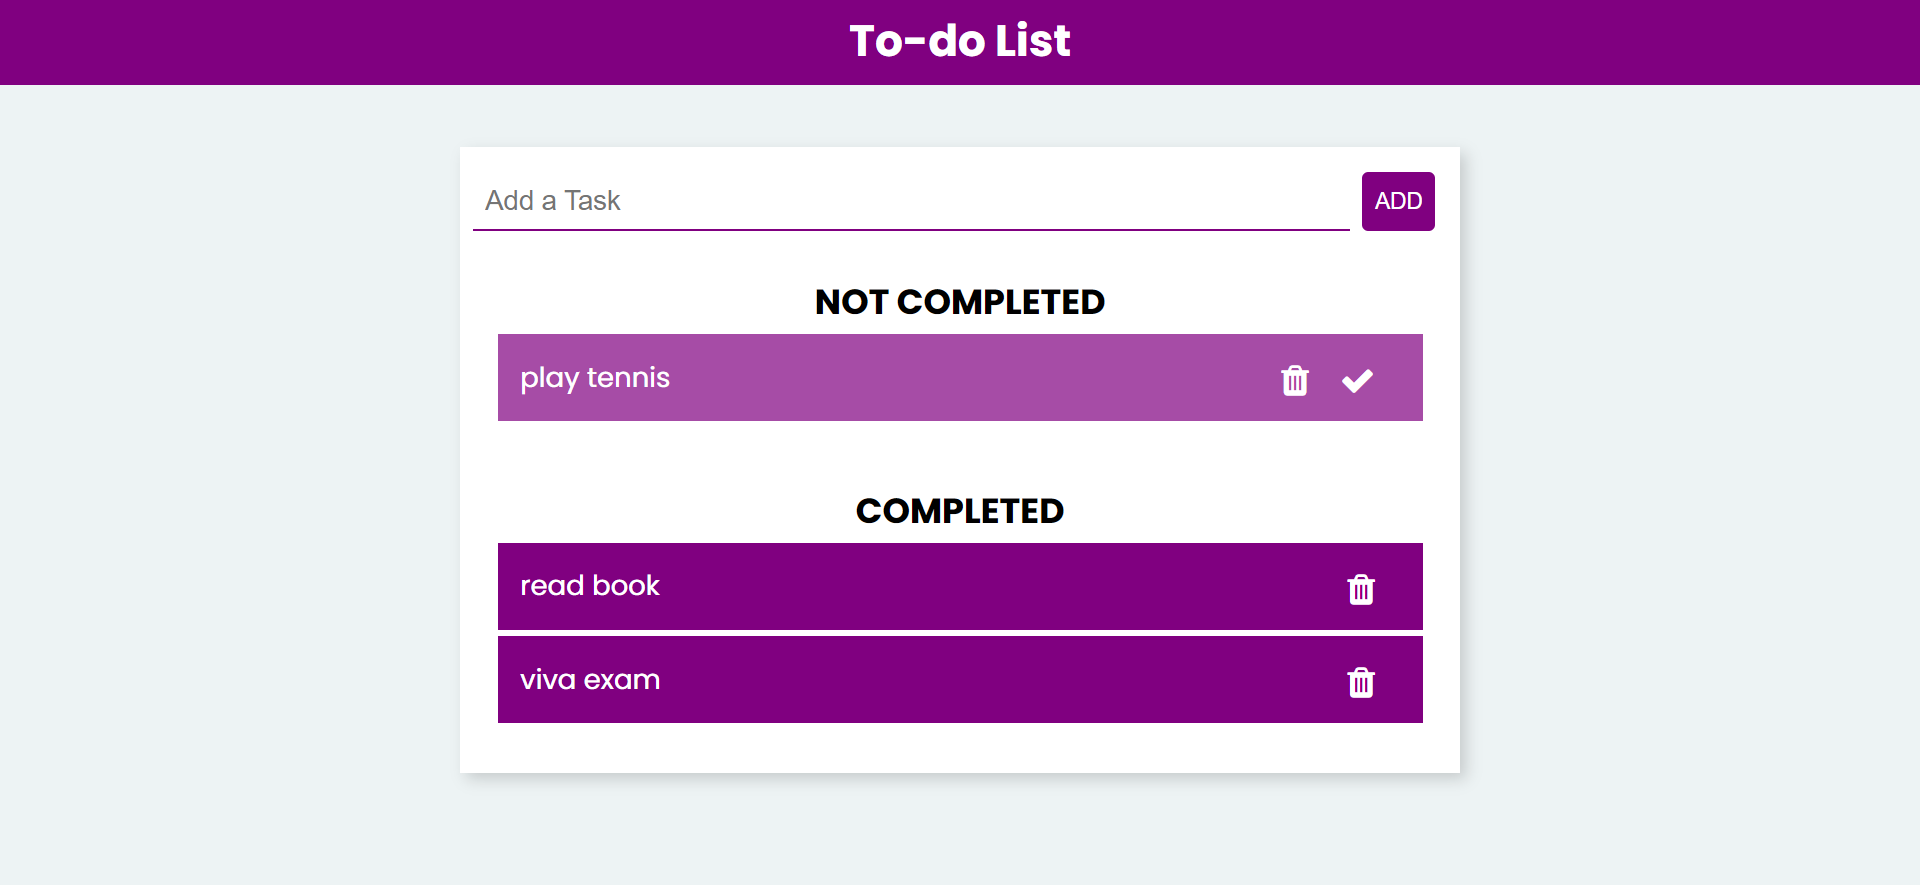 To-do List
Add a Task
ADD
NOT COMPLETED
play tennis
COMPLETED
read book
viva exam